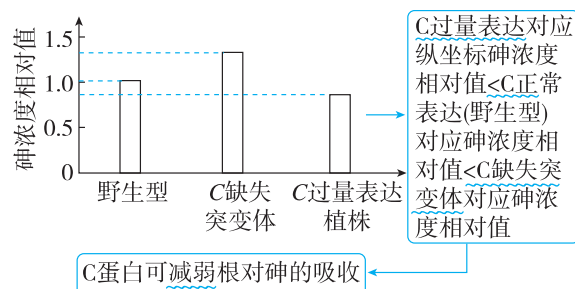 砷浓度相对值
1.5
1.0
0.5
0
野生型
C缺失
突变体
C过量表达
植株
C过量表达对应
纵坐标砷浓度
相对值<C正常
表达(野生型)
对应砷浓度相
对值<C缺失突
变体对应砷浓
度相对值
C蛋白可减弱根对砷的吸收